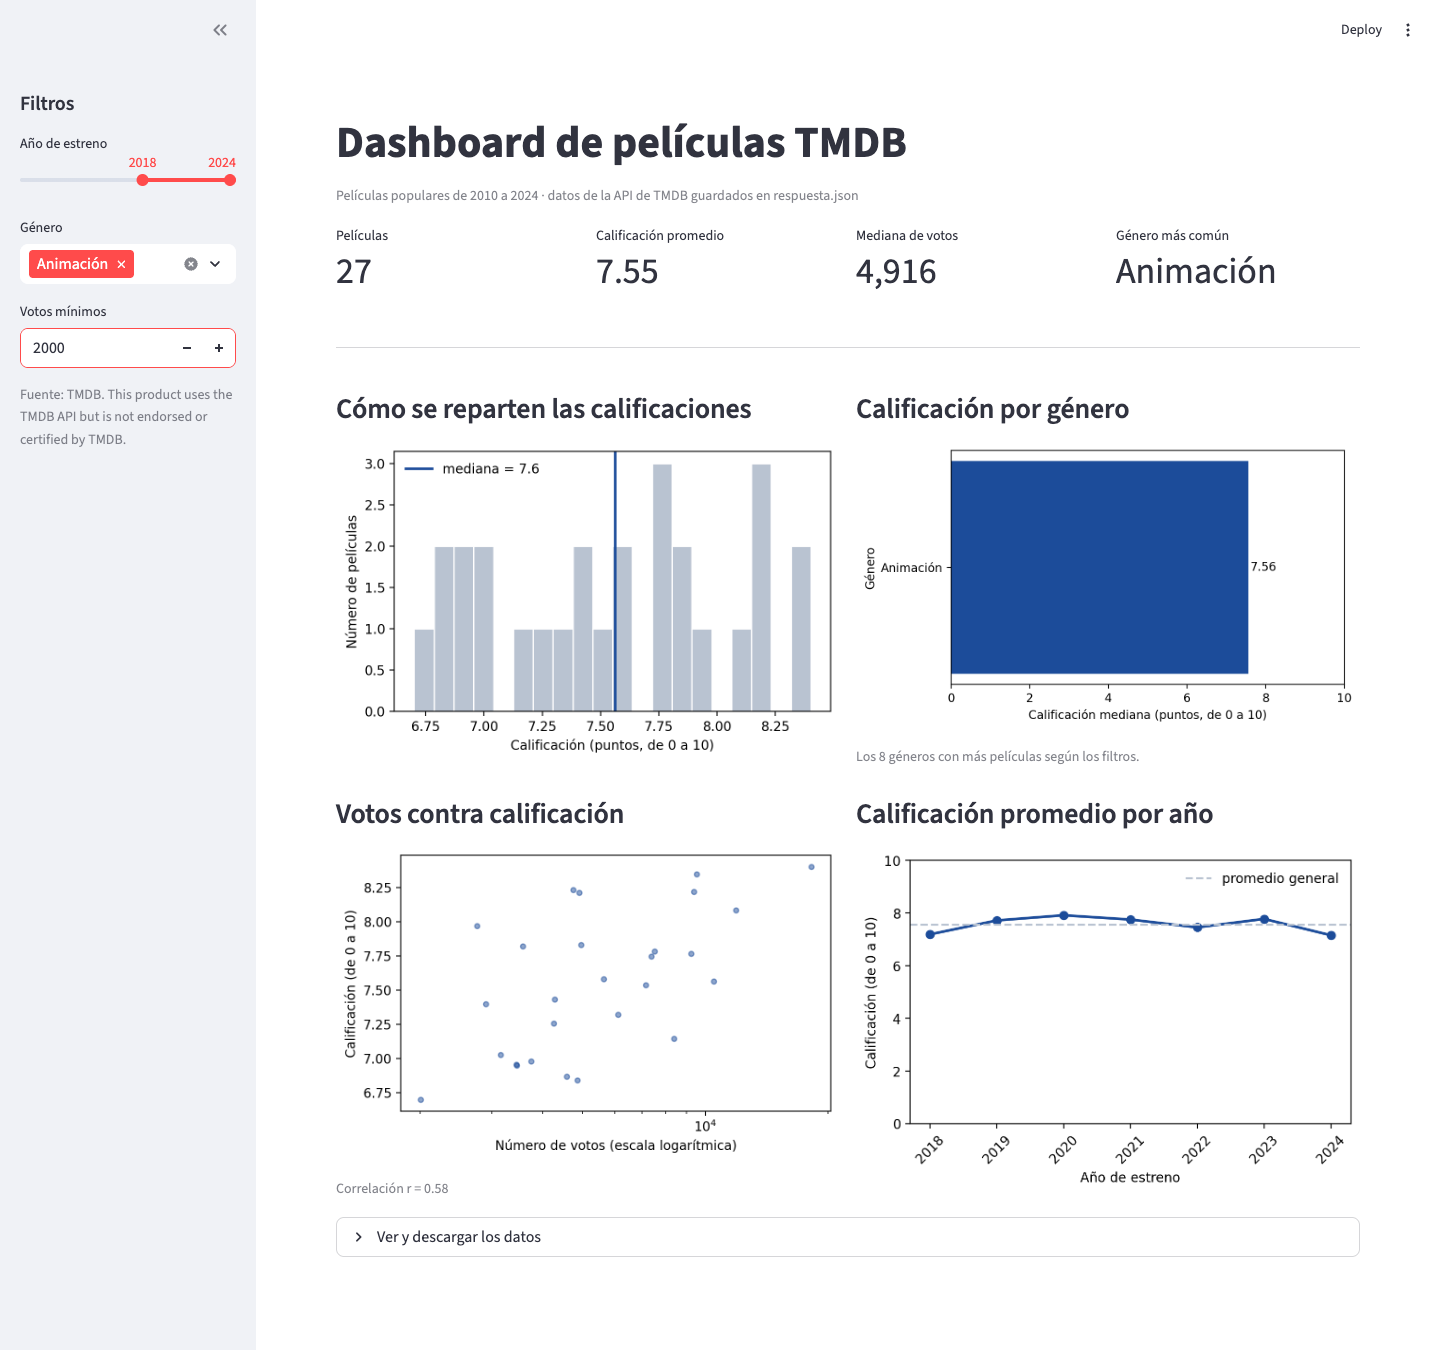 Deploy
Filtros
Año de estreno
2018 2024
Género
Animación
Votos mínimos
2000
Fuente: TMDB. This product uses the
TMDB API but is not endorsed or
certified by TMDB.
Dashboard de películas TMDB
Películas populares de 2010 a 2024 · datos de la API de TMDB guardados en respuesta.json
Películas
27
Calificación promedio
7.55
Mediana de votos
4,916
Género más común
Animación
Cómo se reparten las calificaciones
mediana = 7.6
Número de películas
3.0
2.5
2.0
1.5
1.0
0.5
0.0
6.75 7.00 7.25 7.50 7.75 8.00 8.25
Calificación (puntos, de 0 a 10)
Calificación por género
Género
Animación
7.56
0 2 4 6 8 10
Calificación mediana (puntos, de 0 a 10)
Los 8 géneros con más películas según los filtros.
Votos contra calificación
Calificación (de 0 a 10)
8.25
8.00
7.75
7.50
7.25
7.00
6.75
10⁴
Número de votos (escala logarítmica)
Correlación r = 0.58
Calificación promedio por año
promedio general
Calificación (de 0 a 10)
10
8
6
4
2
0
2018 2019 2020 2021 2022 2023 2024
Año de estreno
Ver y descargar los datos